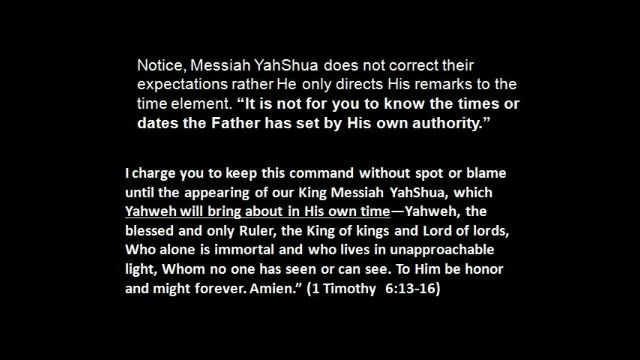 Notice, Messiah YahShua does not correct their
expectations rather He only directs His remarks to the
time element. “It is not for you to know the times or
dates the Father has set by His own authority.”
I charge you to keep this command without spot or blame
until the appearing of our King Messiah YahShua, which
Yahweh will bring about in His own time—Yahweh, the
blessed and only Ruler, the King of kings and Lord of lords,
Who alone is immortal and who lives in unapproachable
light, Whom no one has seen or can see. To Him be honor
and might forever. Amien.” (1 Timothy 6:13-16)